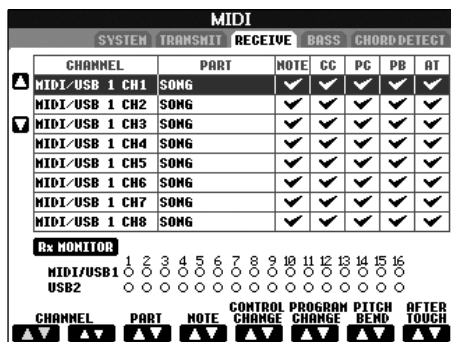 MIDI
SYSTEM TRANSMIT RECEIVE BASS CHORD DETECT
CHANNEL PART NOTE CC PC PB AT
MIDI/USB 1 CH1 SONG
MIDI/USB 1 CH2 SONG
MIDI/USB 1 CH3 SONG
MIDI/USB 1 CH4 SONG
MIDI/USB 1 CH5 SONG
MIDI/USB 1 CH6 SONG
MIDI/USB 1 CH7 SONG
MIDI/USB 1 CH8 SONG
Rx MONITOR
1 2 3 4 5 6 7 8 9 10 11 12 13 14 15 16
MIDI/USB1
USB2
CHANNEL PART NOTE CONTROL CHANGE PROGRAM CHANGE PITCH BEND AFTER TOUCH